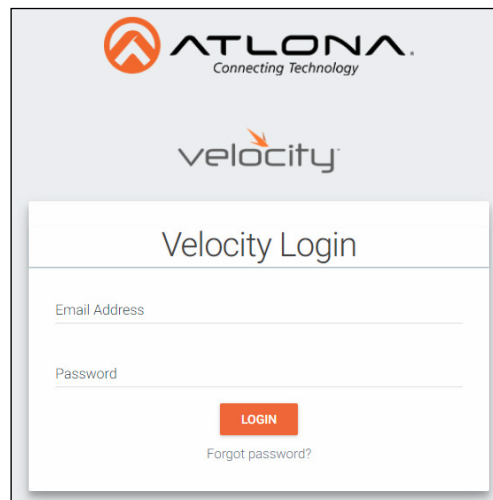 ATLONA.
Connecting Technology
velocity
Velocity Login
Email Address
Password
LOGIN
Forgot password?